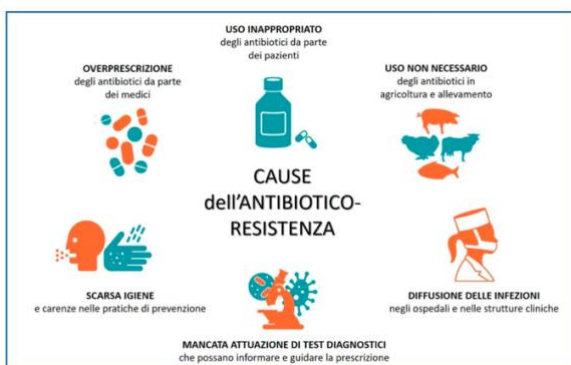 USO INAPPROPRIATO
degli antibiotici da parte
dei pazienti
OVERPRESCRIZIONE
degli antibiotici da parte
dei medici
USO NON NECESSARIO
degli antibiotici in
agricoltura e allevamento
CAUSE
dell'ANTIBIOTICO-
RESISTENZA
SCARSA IGIENE
e carenze nelle pratiche di prevenzione
DIFFUSIONE DELLE INFEZIONI
negli ospedali e nelle strutture cliniche
MANCATA ATTUAZIONE DI TEST DIAGNOSTICI
che possano informare e guidare la prescrizione